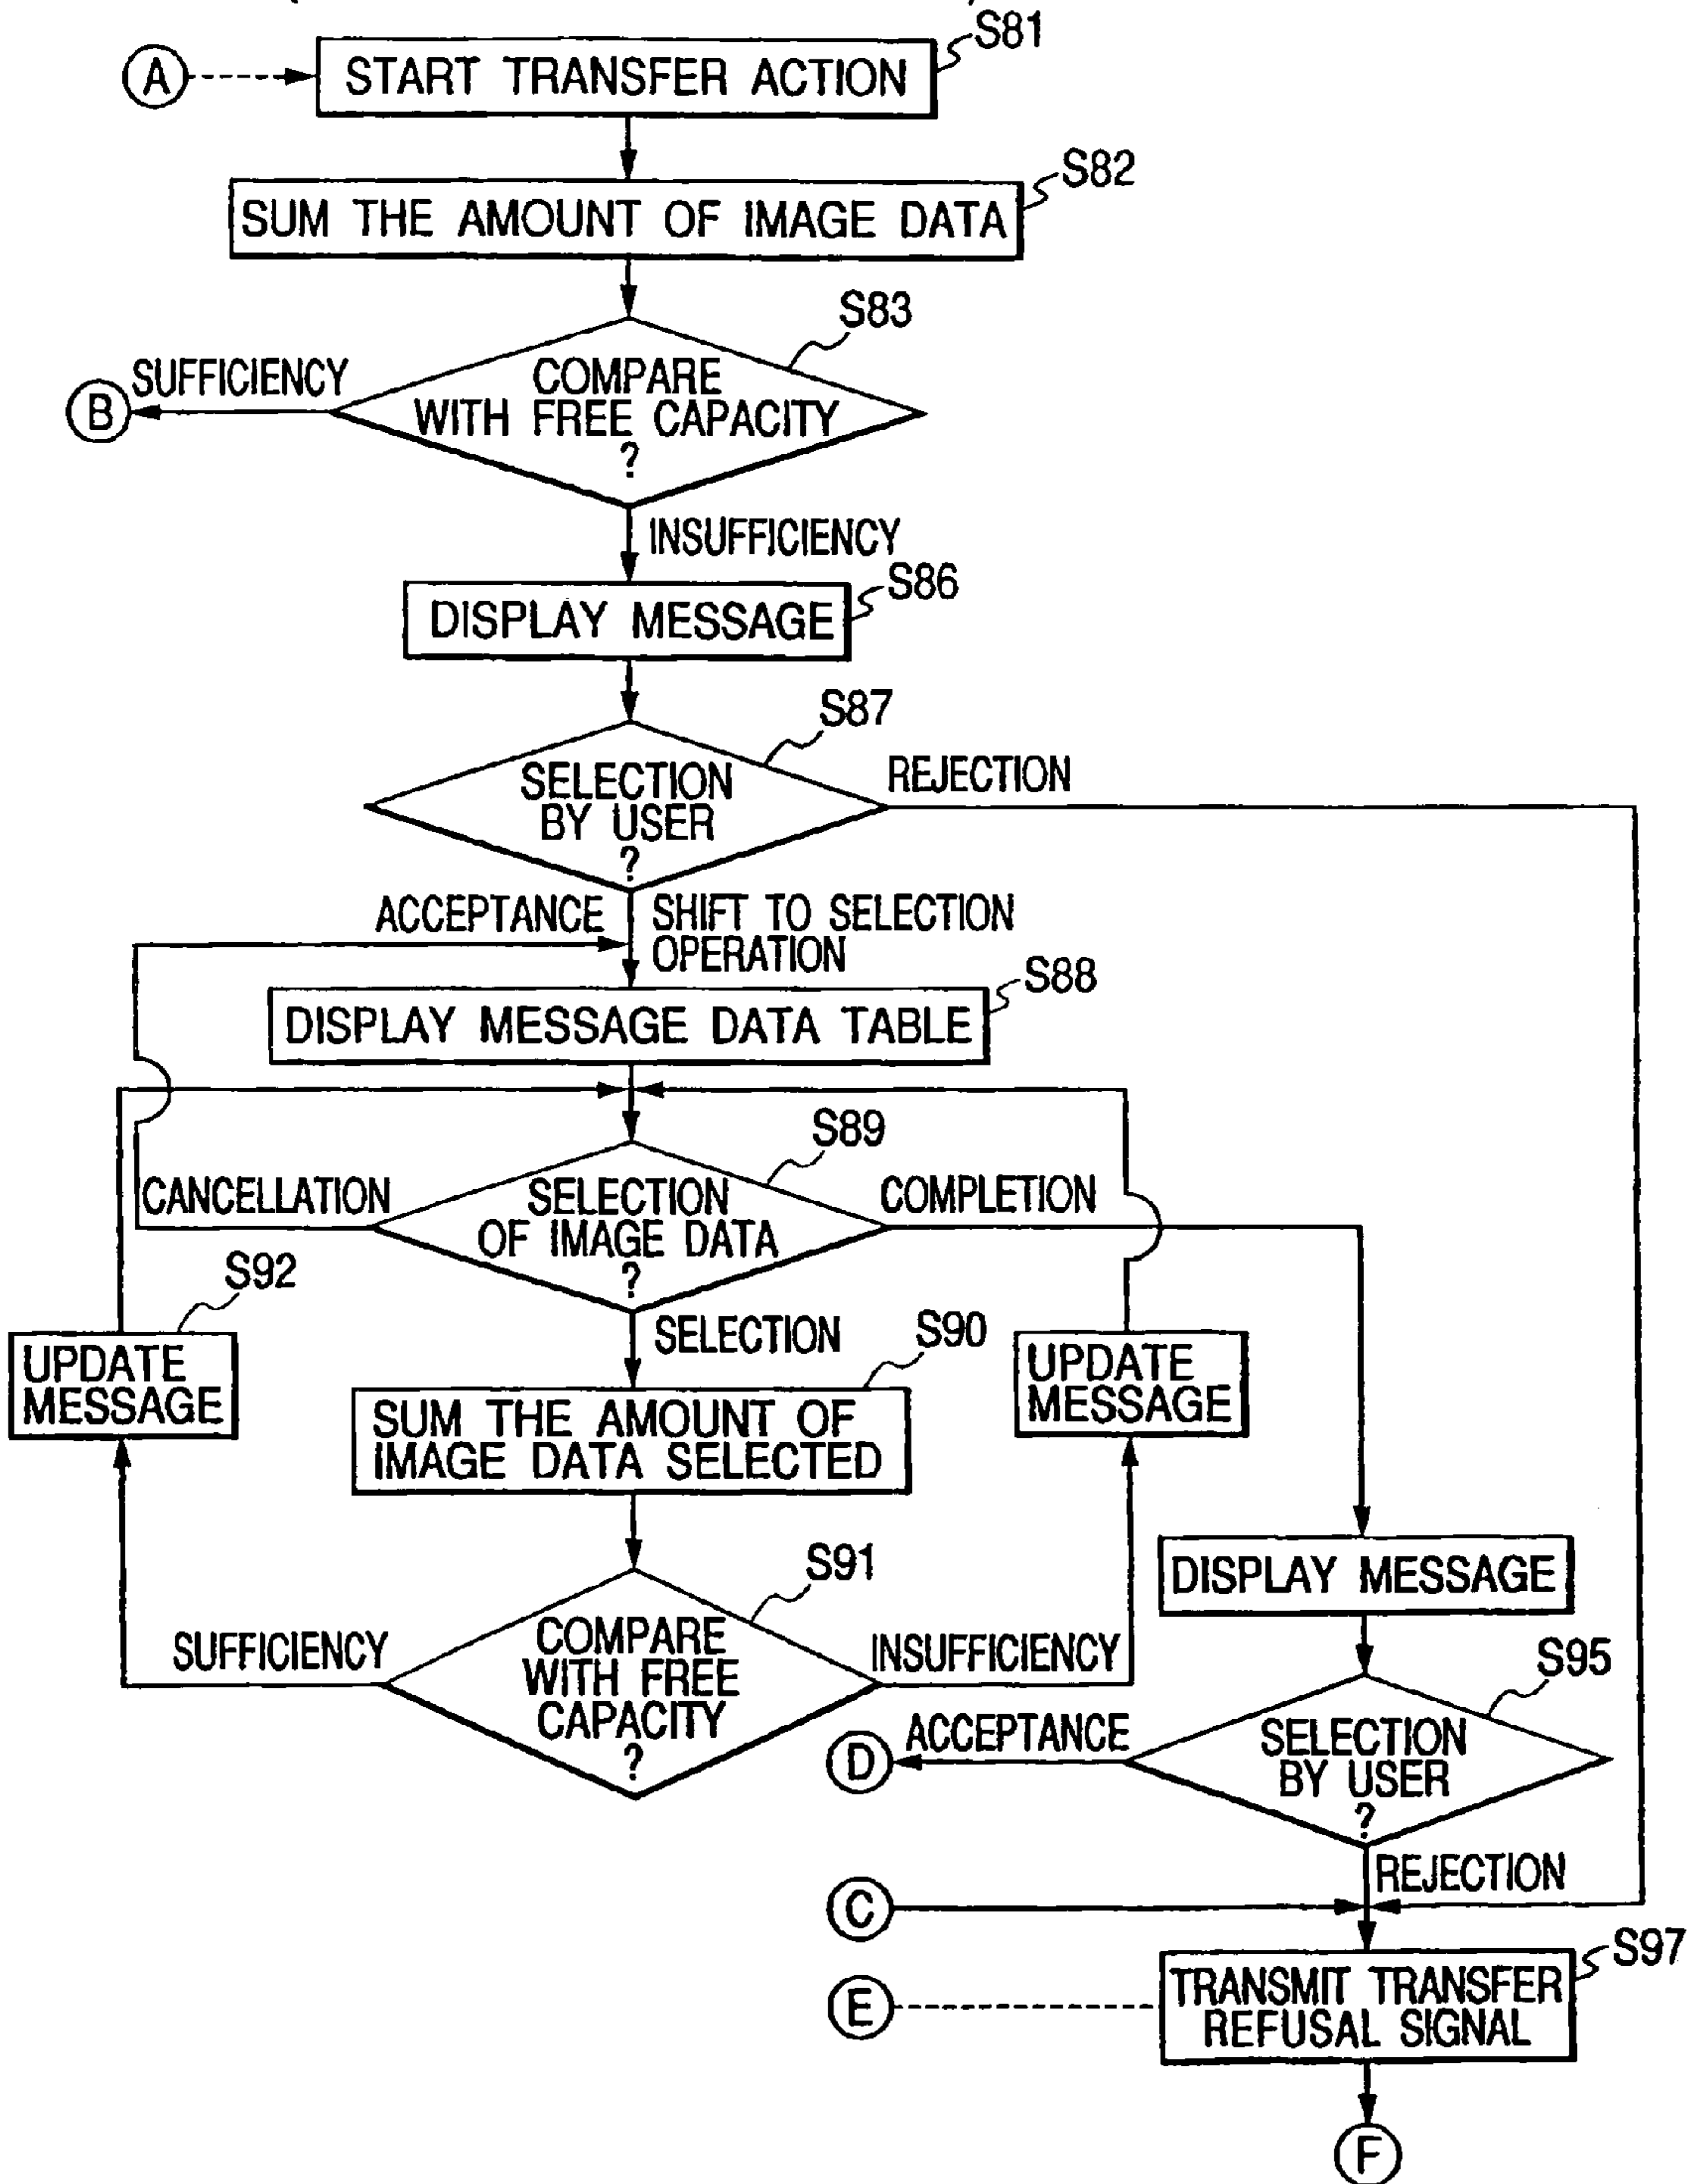 S81
A
START TRANSFER ACTION
S82
SUM THE AMOUNT OF IMAGE DATA
S83
SUFFICIENCY
B
COMPARE
WITH FREE CAPACITY
?
INSUFFICIENCY
S86
DISPLAY MESSAGE
S87
SELECTION
BY USER
?
REJECTION
ACCEPTANCE
SHIFT TO SELECTION
OPERATION
S88
DISPLAY MESSAGE DATA TABLE
S89
CANCELLATION
SELECTION
OF IMAGE DATA
?
COMPLETION
S92
UPDATE
MESSAGE
SELECTION
S90
SUM THE AMOUNT OF
IMAGE DATA SELECTED
UPDATE
MESSAGE
S91
SUFFICIENCY
COMPARE
WITH FREE
CAPACITY
?
INSUFFICIENCY
DISPLAY MESSAGE
S95
D
ACCEPTANCE
SELECTION
BY USER
?
REJECTION
C
S97
E
TRANSMIT TRANSFER
REFUSAL SIGNAL
F